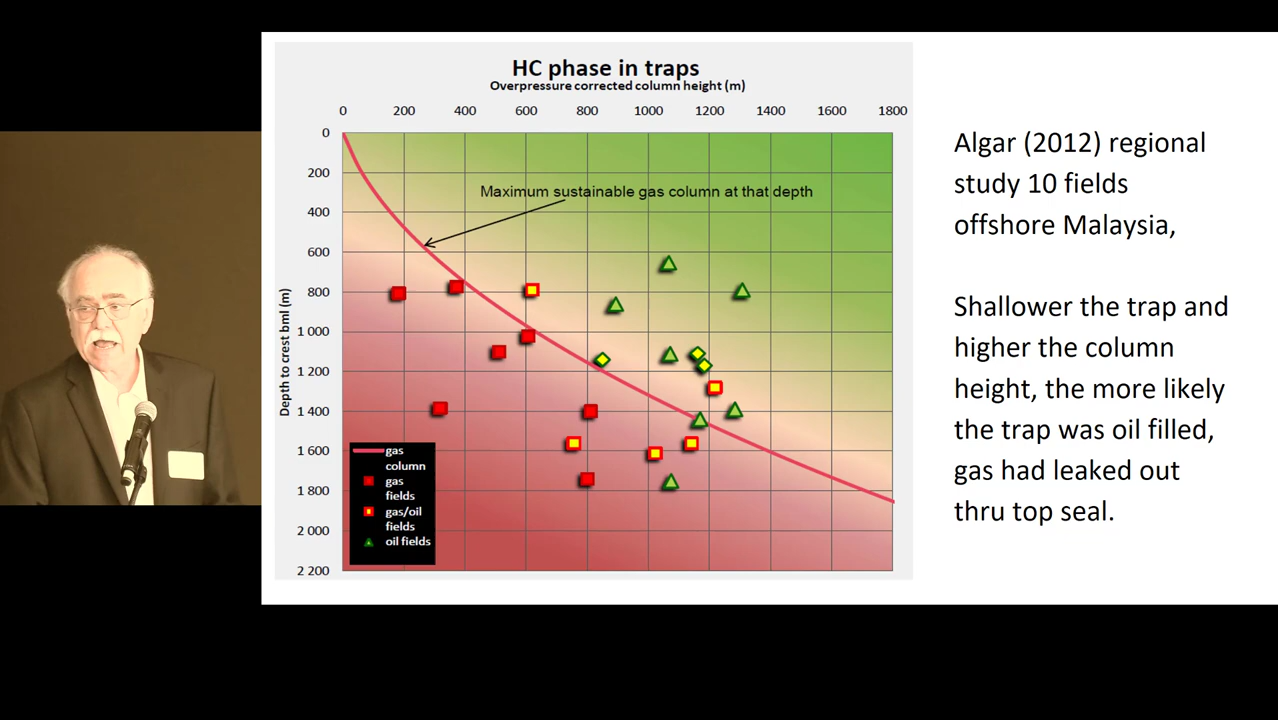 HC phase in traps
Overpressure corrected column height (m)
0 200 400 600 800 1000 1200 1400 1600 1800
0
200
400
600
800
1 000
1 200
1 400
1 600
1 800
2 000
2 200
Depth to crest bml (m)
Maximum sustainable gas column at that depth
gas
column
gas
fields
gas/oil
fields
oil fields
Algar (2012) regional
study 10 fields
offshore Malaysia,
Shallower the trap and
higher the column
height, the more likely
the trap was oil filled,
gas had leaked out
thru top seal.